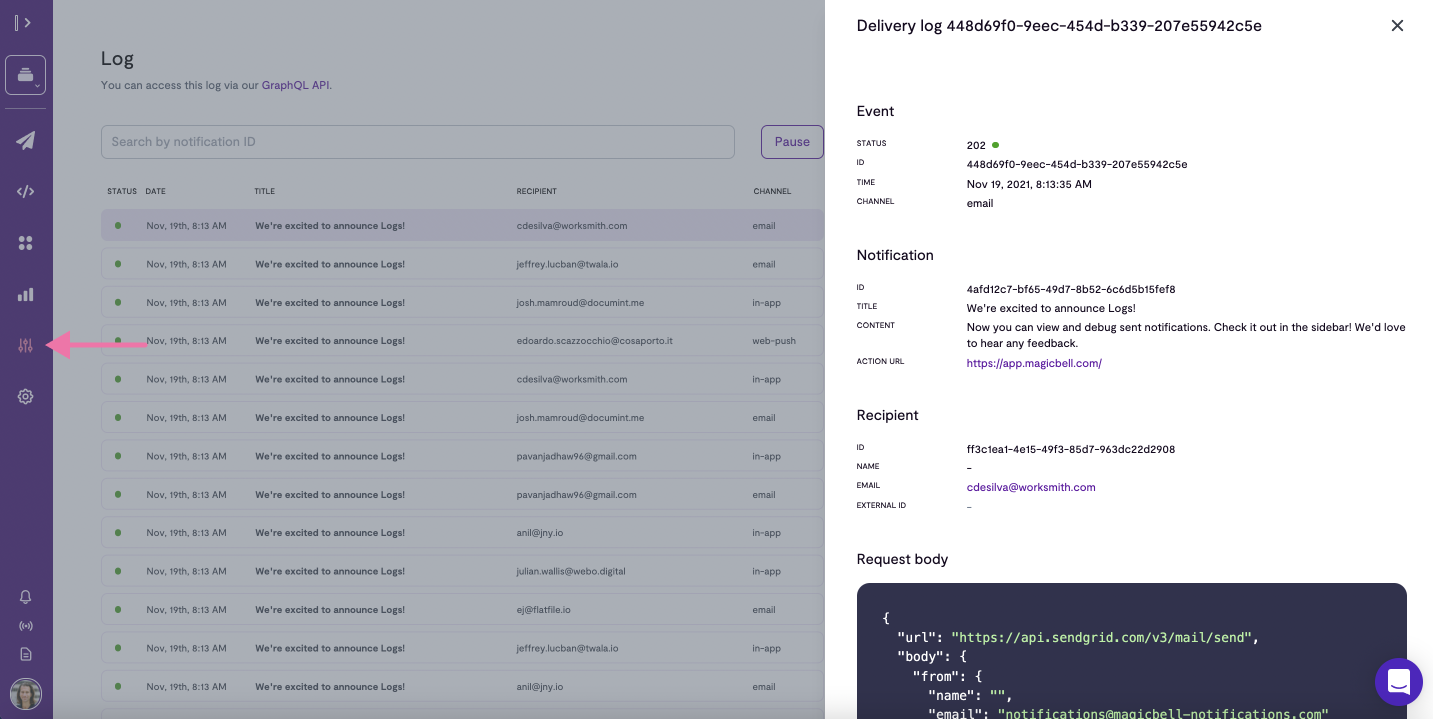 Log
You can access this log via our GraphQL API.
Search by notification ID
Pause
STATUS DATE TITLE RECIPIENT CHANNEL
Nov, 19th, 8:13 AM We're excited to announce Logs! cdesilva@worksmith.com email
Nov, 19th, 8:13 AM We're excited to announce Logs! jeffrey.lucban@twala.io email
Nov, 19th, 8:13 AM We're excited to announce Logs! josh.mamroud@documint.me in-app
Nov, 19th, 8:13 AM We're excited to announce Logs! edoardo.scazzocchio@cosaporto.it web-push
Nov, 19th, 8:13 AM We're excited to announce Logs! cdesilva@worksmith.com in-app
Nov, 19th, 8:13 AM We're excited to announce Logs! josh.mamroud@documint.me email
Nov, 19th, 8:13 AM We're excited to announce Logs! pavanjadhaw96@gmail.com in-app
Nov, 19th, 8:13 AM We're excited to announce Logs! pavanjadhaw96@gmail.com email
Nov, 19th, 8:13 AM We're excited to announce Logs! anil@jny.io in-app
Nov, 19th, 8:13 AM We're excited to announce Logs! julian.wallis@webo.digital in-app
Nov, 19th, 8:13 AM We're excited to announce Logs! ej@flatfile.io email
Nov, 19th, 8:13 AM We're excited to announce Logs! jeffrey.lucban@twala.io in-app
Nov, 19th, 8:13 AM We're excited to announce Logs! anil@jny.io email
Delivery log 448d69f0-9eec-454d-b339-207e55942c5e
Event
STATUS 202
ID 448d69f0-9eec-454d-b339-207e55942c5e
TIME Nov 19, 2021, 8:13:35 AM
CHANNEL email
Notification
ID 4afd12c7-bf65-49d7-8b52-6c6d5b15fef8
TITLE We're excited to announce Logs!
CONTENT Now you can view and debug sent notifications. Check it out in the sidebar! We'd love
to hear any feedback.
ACTION URL https://app.magicbell.com/
Recipient
ID ff3c1ea1-4e15-49f3-85d7-963dc22d2908
NAME -
EMAIL cdesilva@worksmith.com
EXTERNAL ID -
Request body
{
"url": "https://api.sendgrid.com/v3/mail/send",
"body": {
"from": {
"name": "",
"email": "notifications@magicbell-notifications.com"